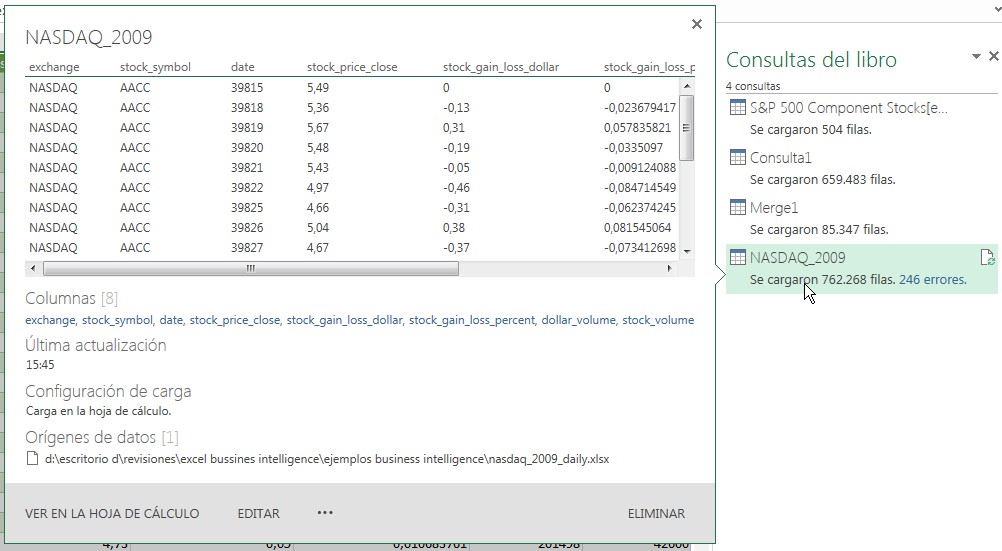 NASDAQ_2009
exchange stock_symbol date stock_price_close stock_gain_loss_dollar stock_gain_loss_p
NASDAQ AACC 39815 5,49 0 0
NASDAQ AACC 39818 5,36 -0,13 -0,023679417
NASDAQ AACC 39819 5,67 0,31 0,057835821
NASDAQ AACC 39820 5,48 -0,19 -0,0335097
NASDAQ AACC 39821 5,43 -0,05 -0,009124088
NASDAQ AACC 39822 4,97 -0,46 -0,084714549
NASDAQ AACC 39825 4,66 -0,31 -0,062374245
NASDAQ AACC 39826 5,04 0,38 0,081545064
NASDAQ AACC 39827 4,67 -0,37 -0,073412698
Columnas [8]
exchange, stock_symbol, date, stock_price_close, stock_gain_loss_dollar, stock_gain_loss_percent, dollar_volume, stock_volume
Última actualización
15:45
Configuración de carga
Carga en la hoja de cálculo.
Orígenes de datos [1]
d:\escritorio d\revisiones\excel bussines intelligence\ejemplos business intelligence\nasdaq_2009_daily.xlsx
VER EN LA HOJA DE CÁLCULO EDITAR ••• ELIMINAR
Consultas del libro
4 consultas
S&P 500 Component Stocks[e...
Se cargaron 504 filas.
Consulta1
Se cargaron 659.483 filas.
Merge1
Se cargaron 85.347 filas.
NASDAQ_2009
Se cargaron 762.268 filas. 246 errores.